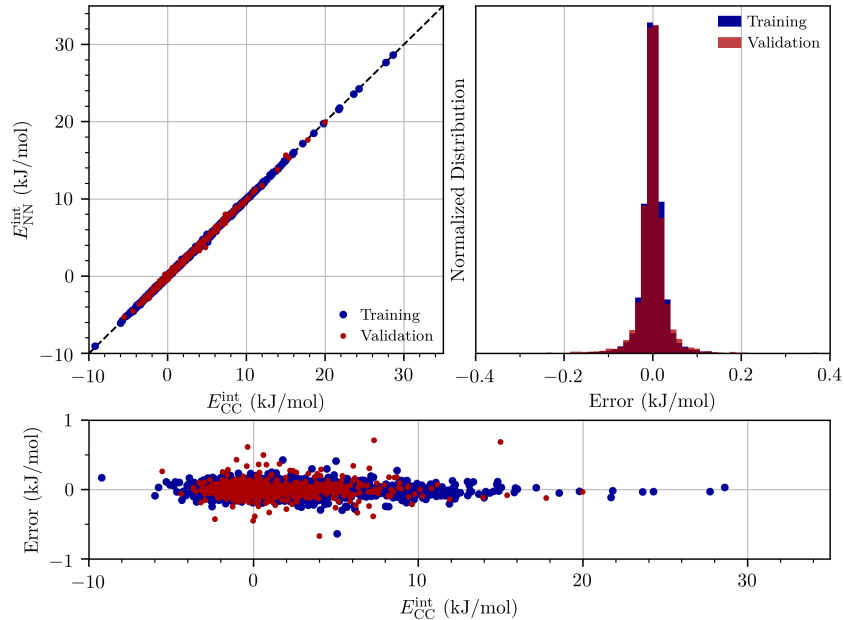 30
20
10
0
−10
−10
0
10
20
30
E_NN^int (kJ/mol)
E_CC^int (kJ/mol)
Training
Validation
Normalized Distribution
Training
Validation
−0.4
−0.2
0.0
0.2
0.4
Error (kJ/mol)
1
0
−1
Error (kJ/mol)
−10
0
10
20
30
E_CC^int (kJ/mol)